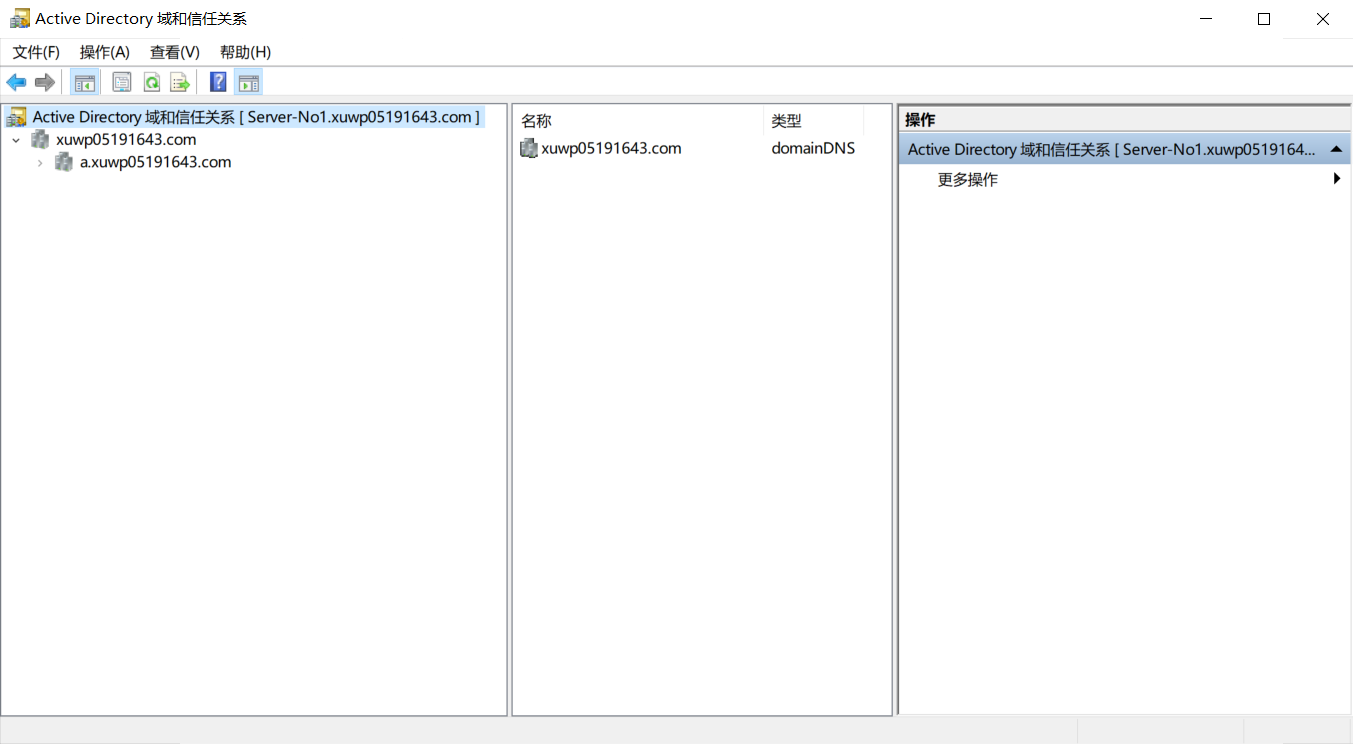 Active Directory 域和信任关系
文件(F) 操作(A) 查看(V) 帮助(H)
Active Directory 域和信任关系 [ Server-No1.xuwp05191643.com ]
xuwp05191643.com
a.xuwp05191643.com
名称 类型
xuwp05191643.com domainDNS
操作
Active Directory 域和信任关系 [ Server-No1.xuwp0519164...
更多操作